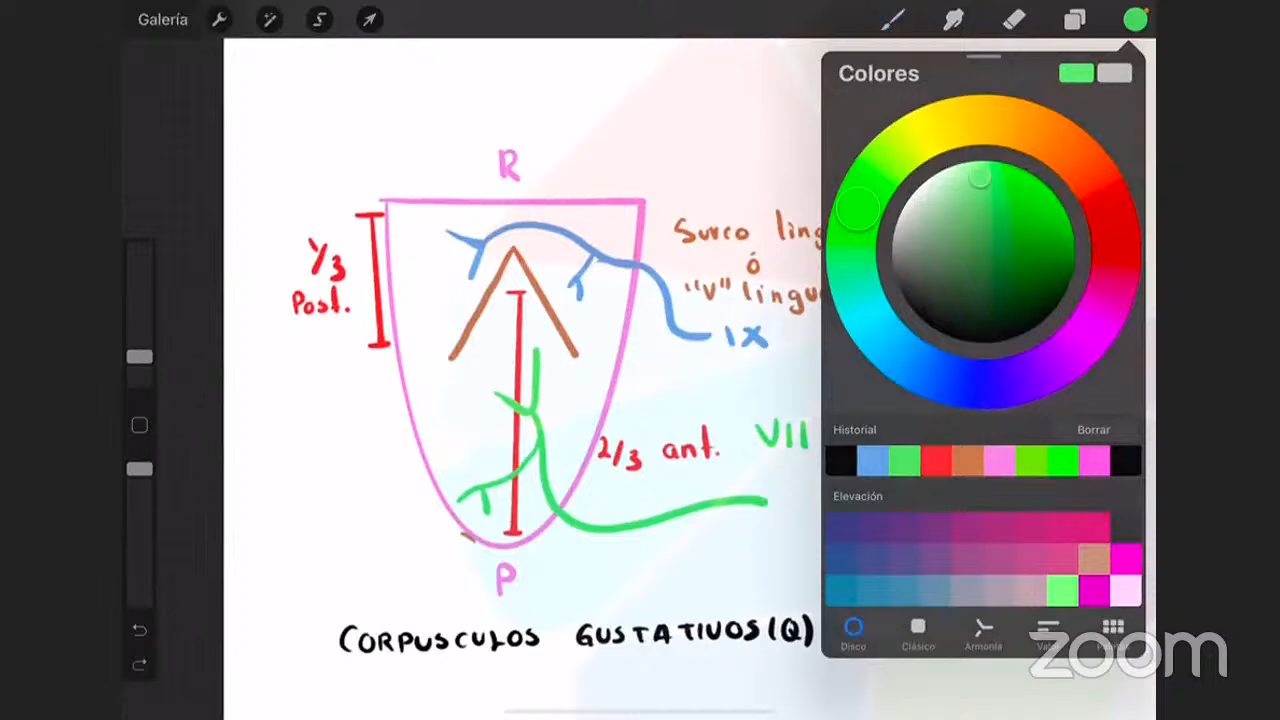 Galería
Colores
R
Surco ling
ó
"V" lingu
1/3
Post.
IX
Historial
Borrar
VII
2/3 ant.
Elevación
P
CORPUSCULOS GUSTATIVOS (Q)
Disco
Clásico
Armonía
Valor
zoom